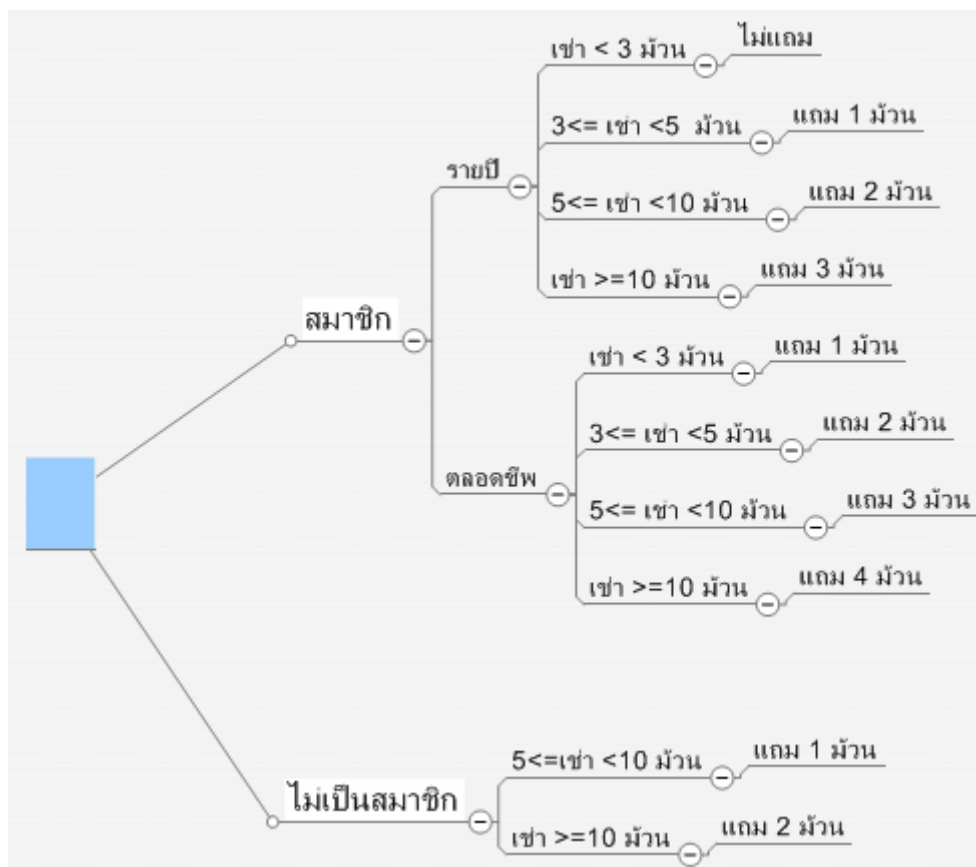 เช่า < 3 ม้วน ไม่แถม
3<= เช่า <5 ม้วน แถม 1 ม้วน
รายปี
5<= เช่า <10 ม้วน แถม 2 ม้วน
เช่า >=10 ม้วน แถม 3 ม้วน
สมาชิก
เช่า < 3 ม้วน แถม 1 ม้วน
3<= เช่า <5 ม้วน แถม 2 ม้วน
ตลอดชีพ
5<= เช่า <10 ม้วน แถม 3 ม้วน
เช่า >=10 ม้วน แถม 4 ม้วน
5<=เช่า <10 ม้วน แถม 1 ม้วน
ไม่เป็นสมาชิก
เช่า >=10 ม้วน แถม 2 ม้วน